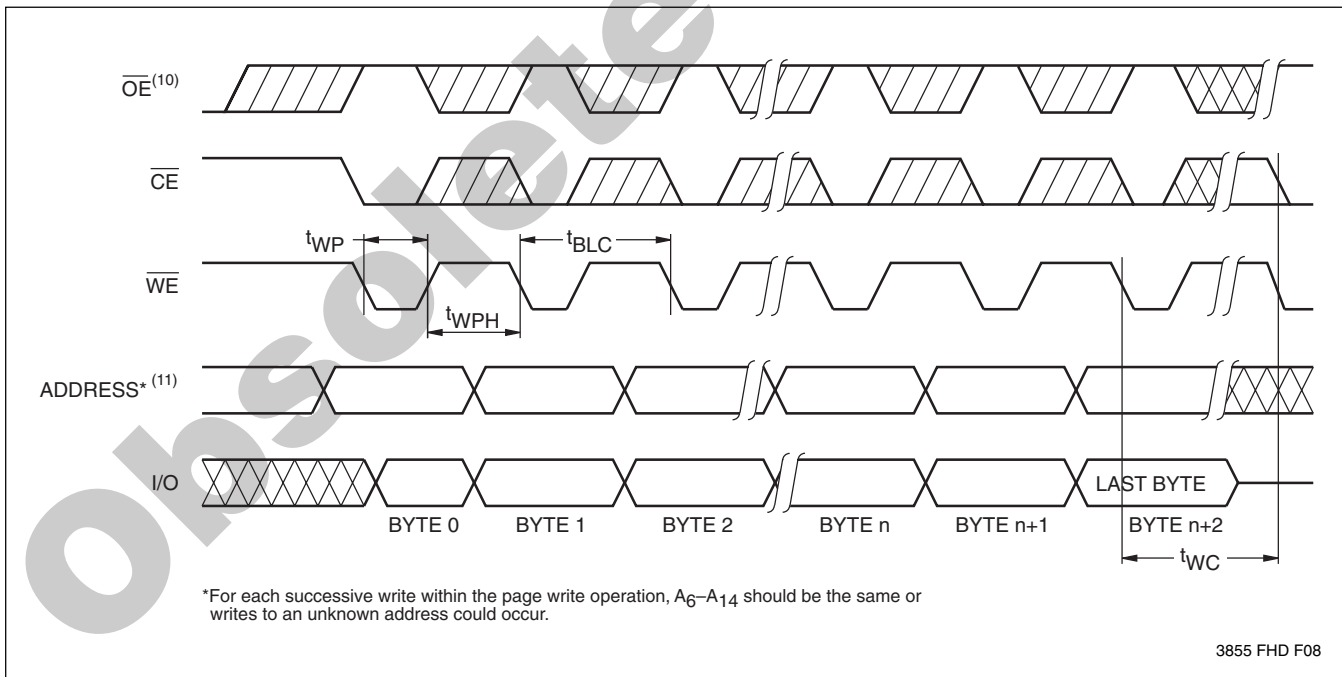 Obsolete
OE(10)
CE
tWP
tBLC
WE
tWPH
ADDRESS* (11)
I/O
LAST BYTE
BYTE 0 BYTE 1 BYTE 2 BYTE n BYTE n+1 BYTE n+2
tWC
*For each successive write within the page write operation, A6–A14 should be the same or
writes to an unknown address could occur.
3855 FHD F08